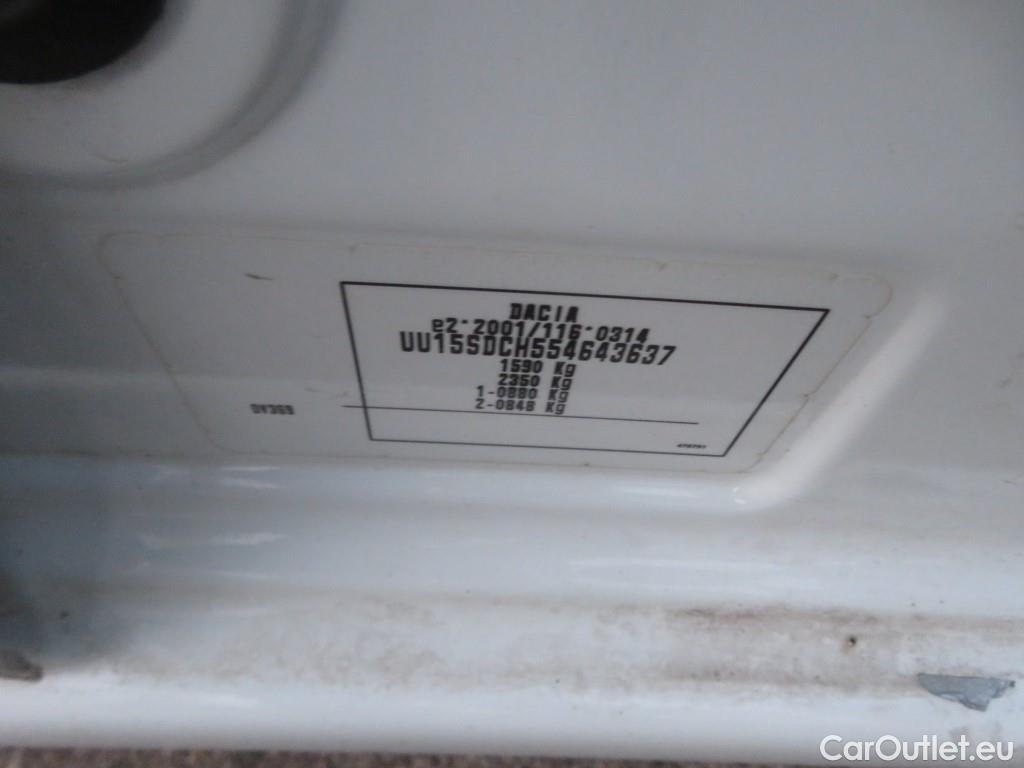 DACIA
e2*2001/116*0314
UU15SDCH554643637
1590 Kg
2350 Kg
1-0880 Kg
2-0848 Kg
CarOutlet.eu